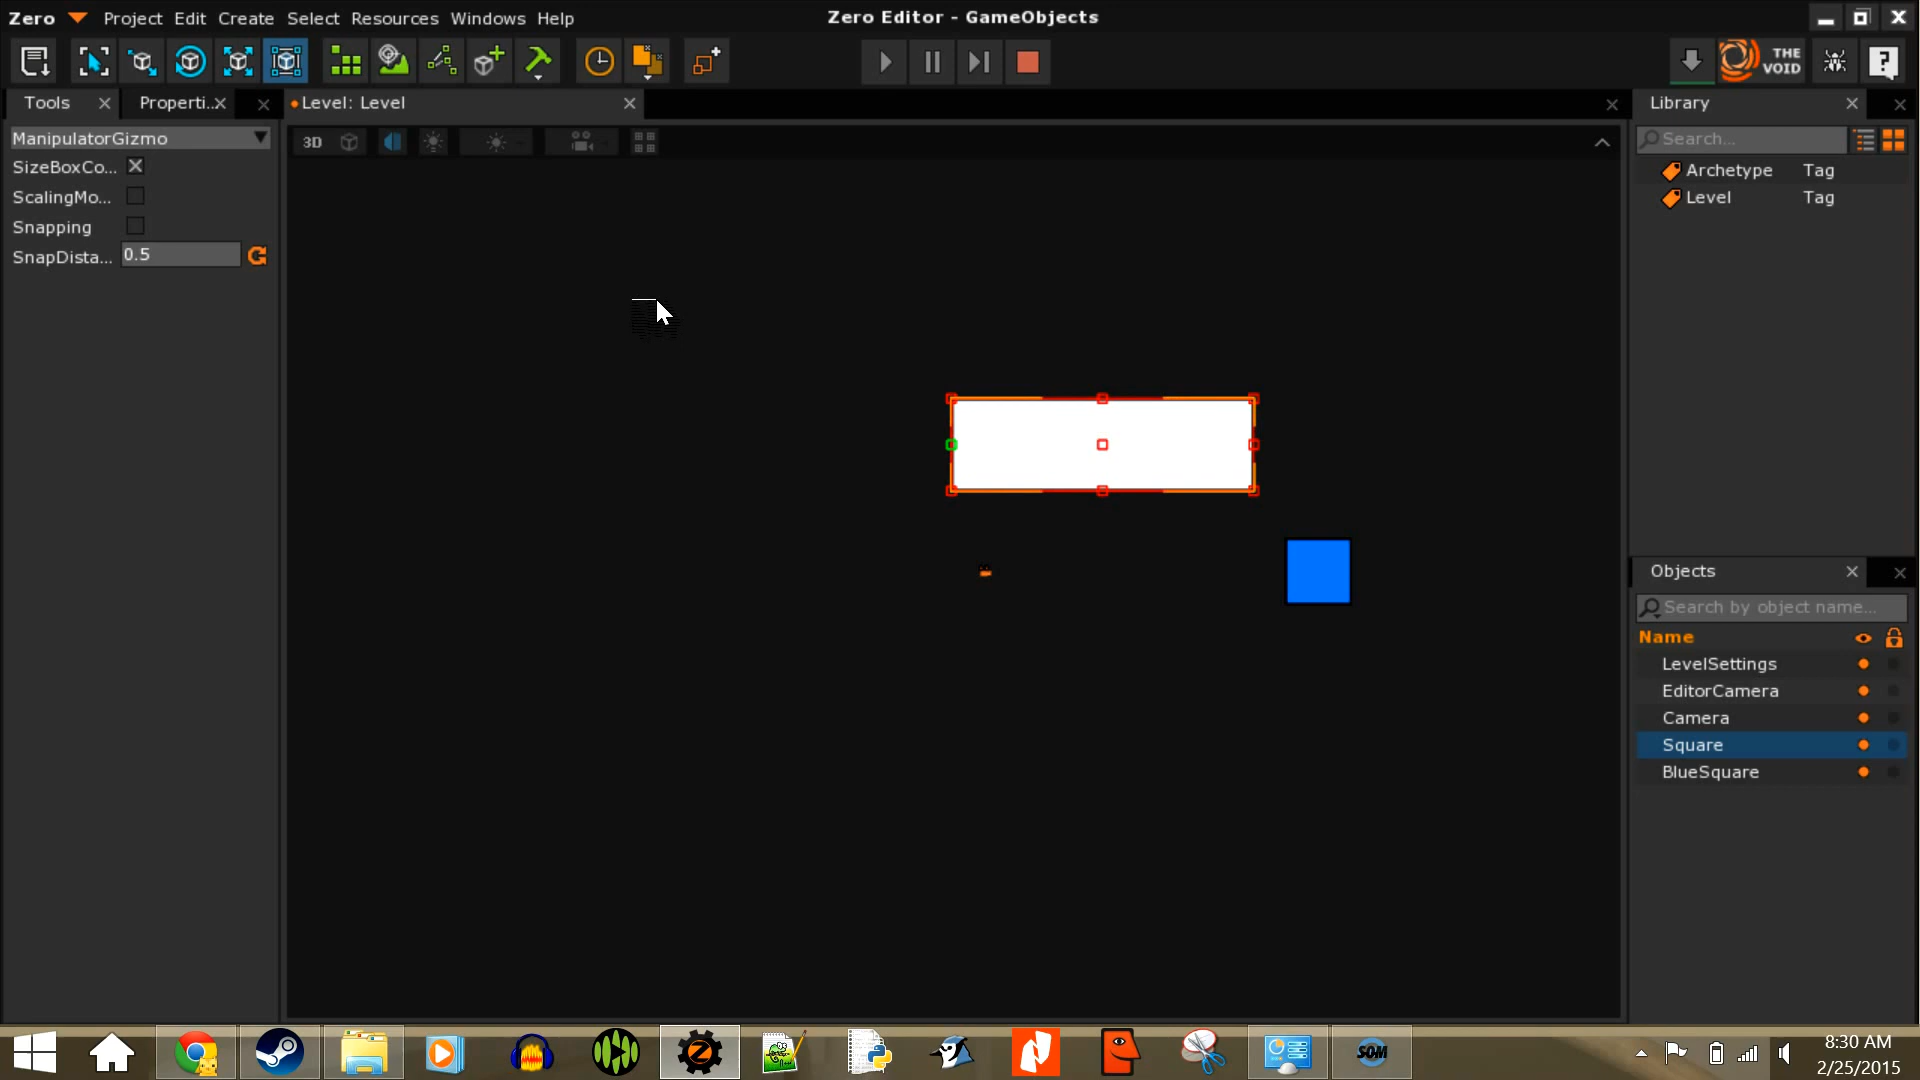 Zero Project Edit Create Select Resources Windows Help
Zero Editor - GameObjects
THE VOID
?
Tools
Properti..
Level: Level
Library
ManipulatorGizmo
3D
Search...
SizeBoxCo...
ScalingMo...
Snapping
SnapDista... 0.5
Archetype Tag
Level Tag
Objects
Search by object name...
Name
LevelSettings
EditorCamera
Camera
Square
BlueSquare
SOM
8:30 AM
2/25/2015